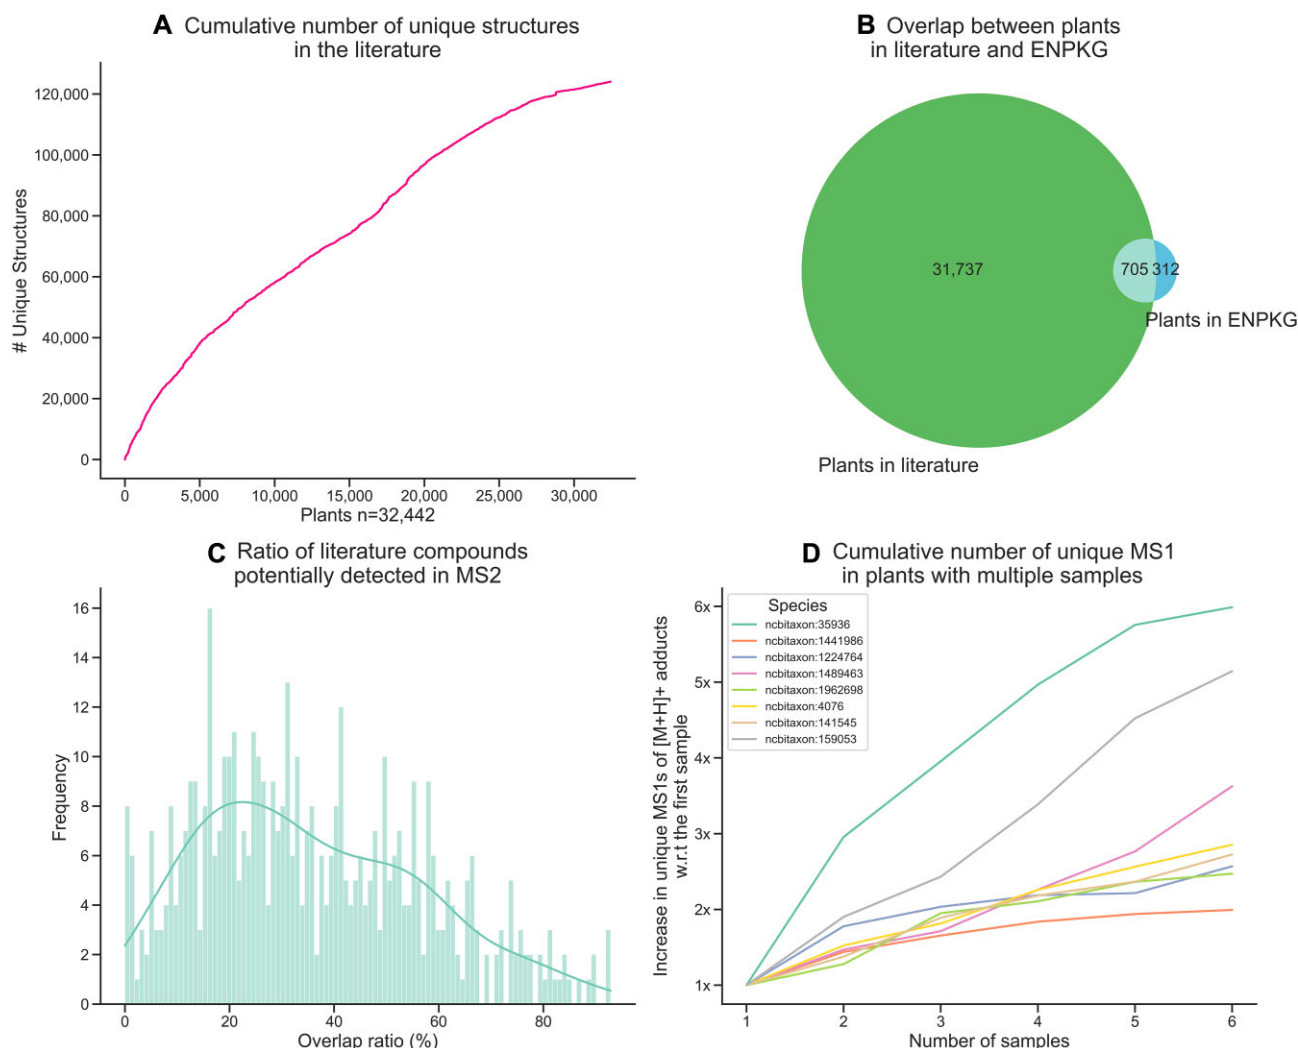 A Cumulative number of unique structures
in the literature
# Unique Structures
120,000
100,000
80,000
60,000
40,000
20,000
0
0 5,000 10,000 15,000 20,000 25,000 30,000
Plants n=32,442
B Overlap between plants
in literature and ENPKG
31,737
705 312
Plants in ENPKG
Plants in literature
C Ratio of literature compounds
potentially detected in MS2
Frequency
16
14
12
10
8
6
4
2
0
0 20 40 60 80
Overlap ratio (%)
D Cumulative number of unique MS1
in plants with multiple samples
Increase in unique MS1s of [M+H]+ adducts
w.r.t the first sample
6x
5x
4x
3x
2x
1x
Species
ncbitaxon:35936
ncbitaxon:1441986
ncbitaxon:1224764
ncbitaxon:1489463
ncbitaxon:1962698
ncbitaxon:4076
ncbitaxon:141545
ncbitaxon:159053
1 2 3 4 5 6
Number of samples